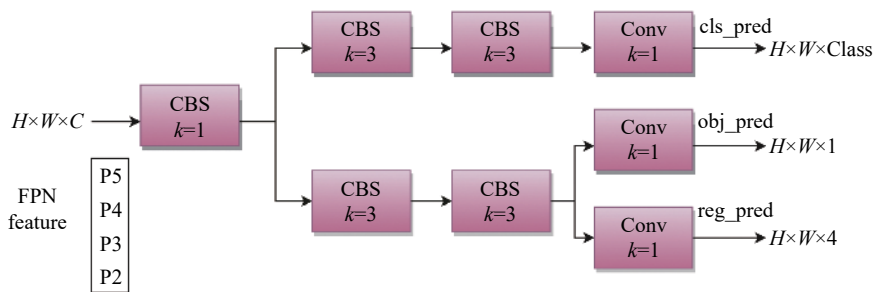 CBS
k=3
CBS
k=3
Conv
k=1
cls_pred
H×W×Class
H×W×C
CBS
k=1
Conv
k=1
obj_pred
H×W×1
FPN
feature
P5
P4
P3
P2
CBS
k=3
CBS
k=3
Conv
k=1
reg_pred
H×W×4